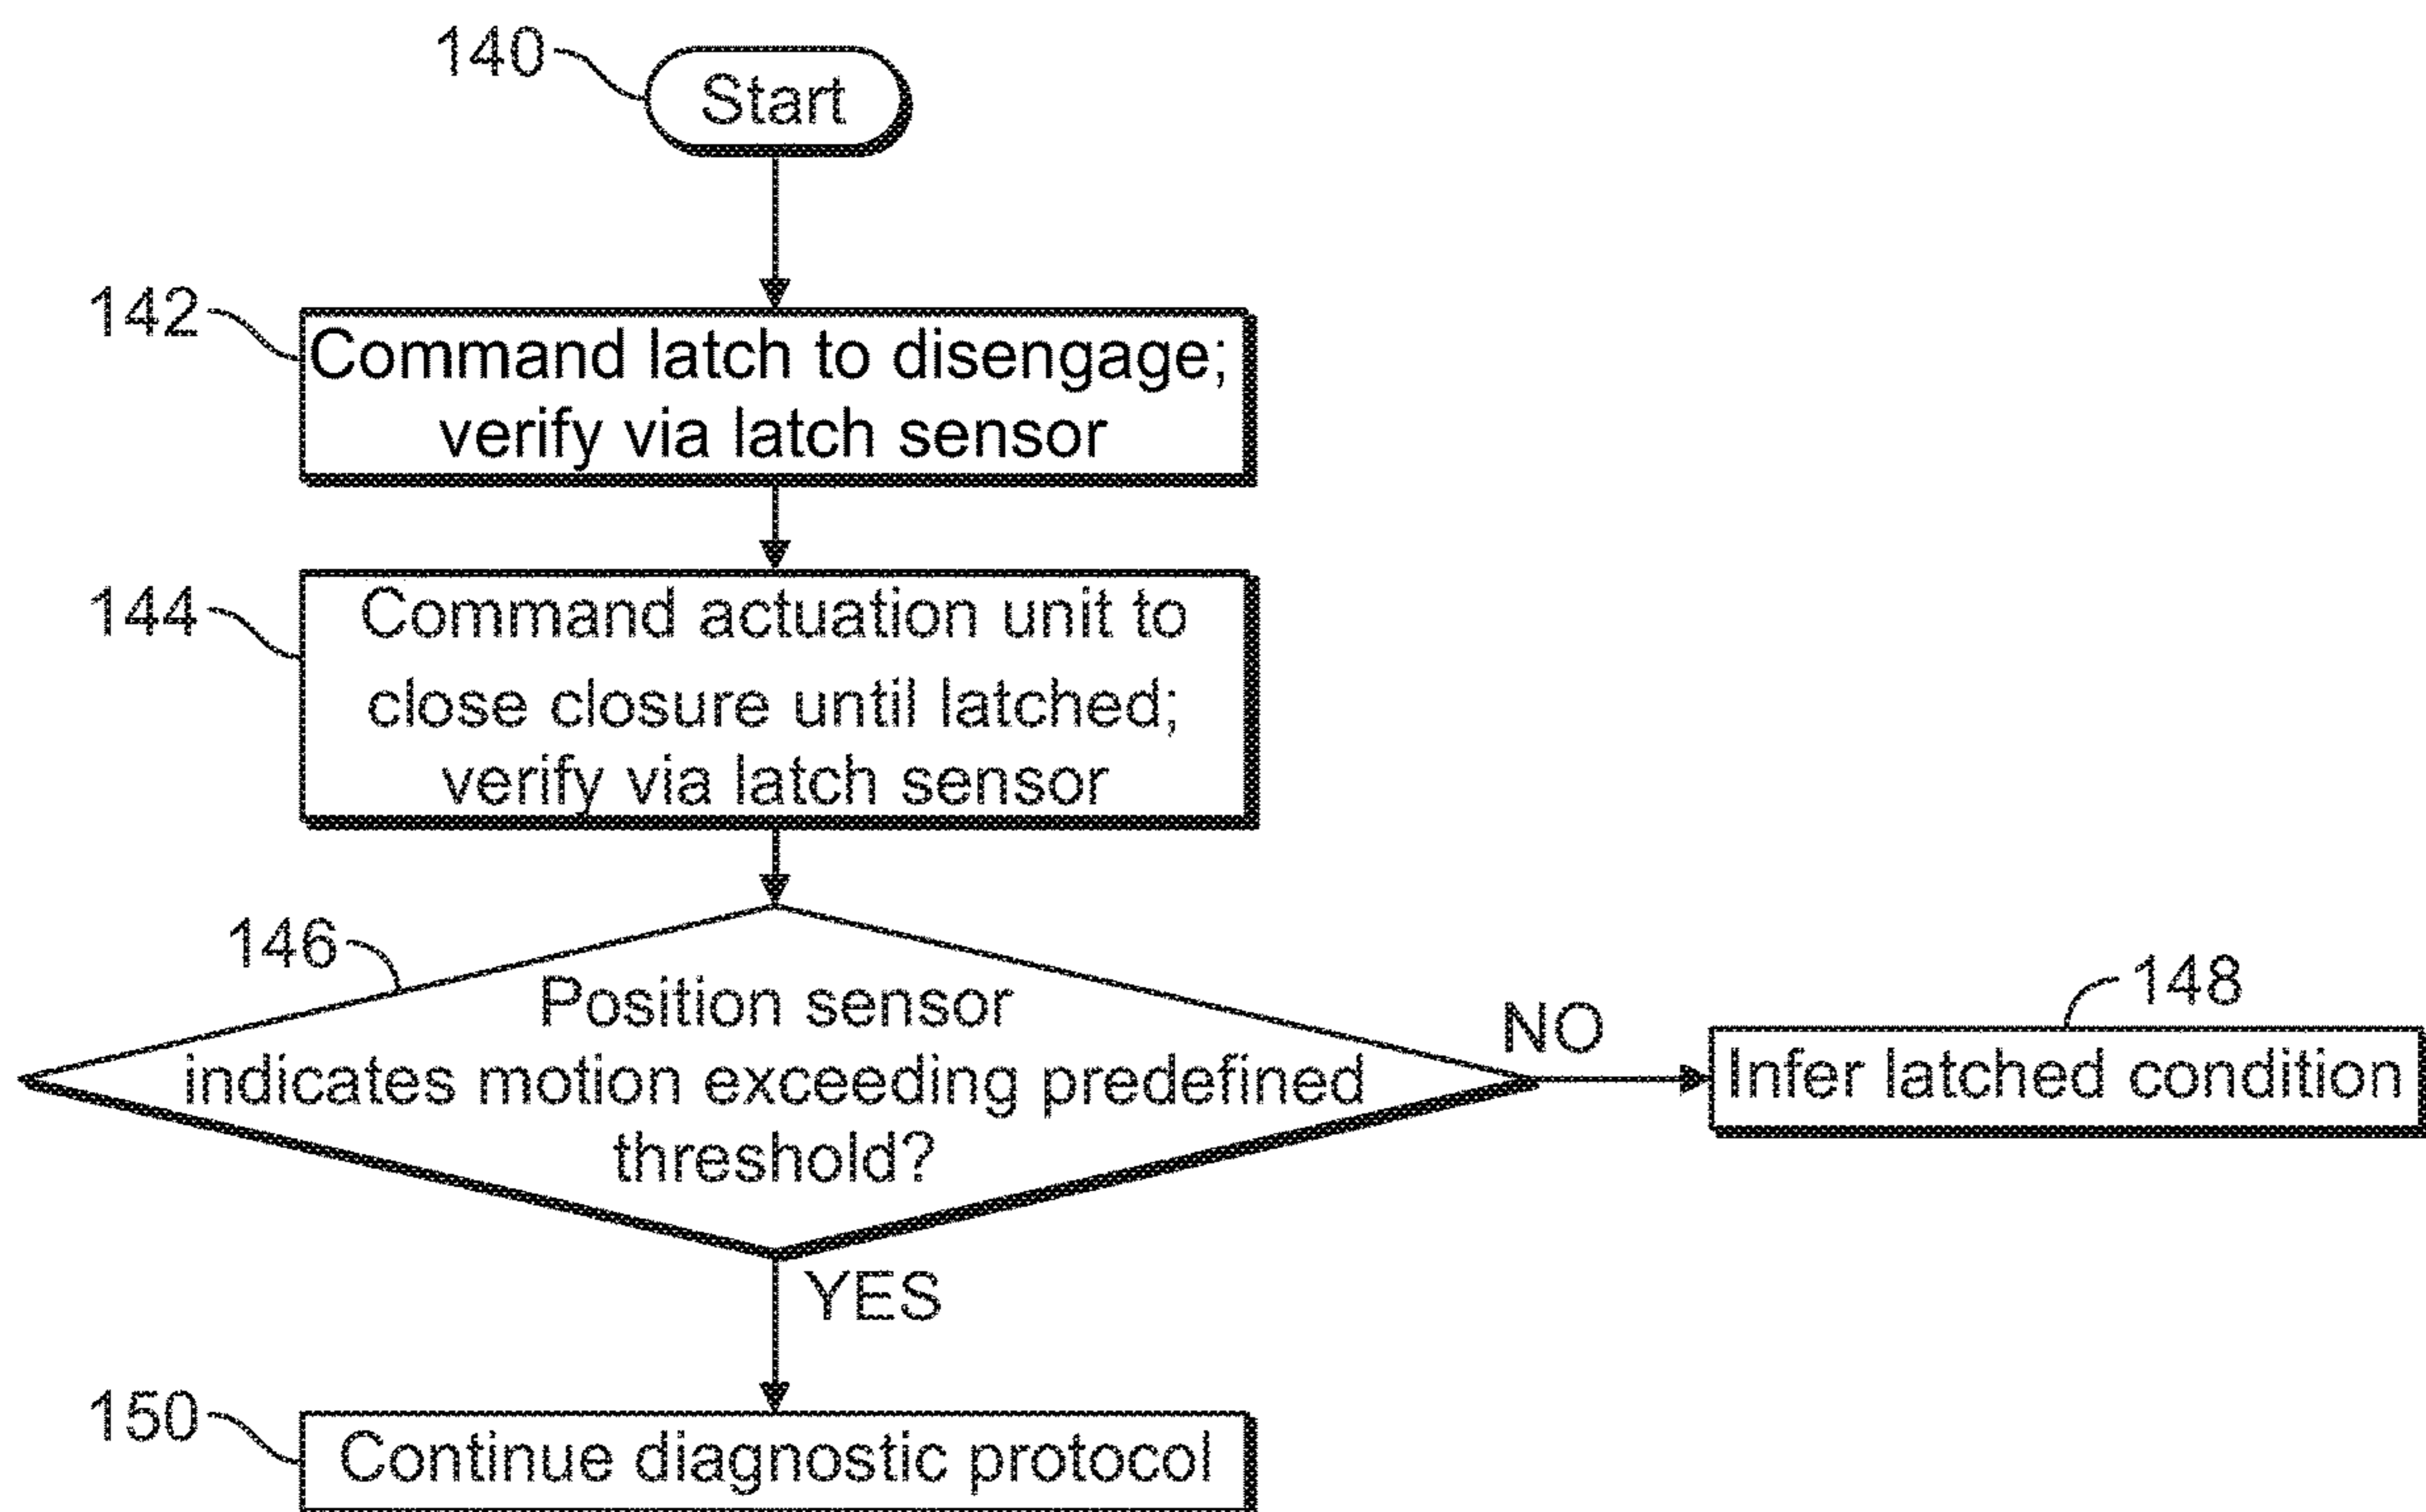 140
Start
142
Command latch to disengage;
verify via latch sensor
144
Command actuation unit to
close closure until latched;
verify via latch sensor
146
Position sensor
indicates motion exceeding predefined
threshold?
NO
148
Infer latched condition
YES
150
Continue diagnostic protocol